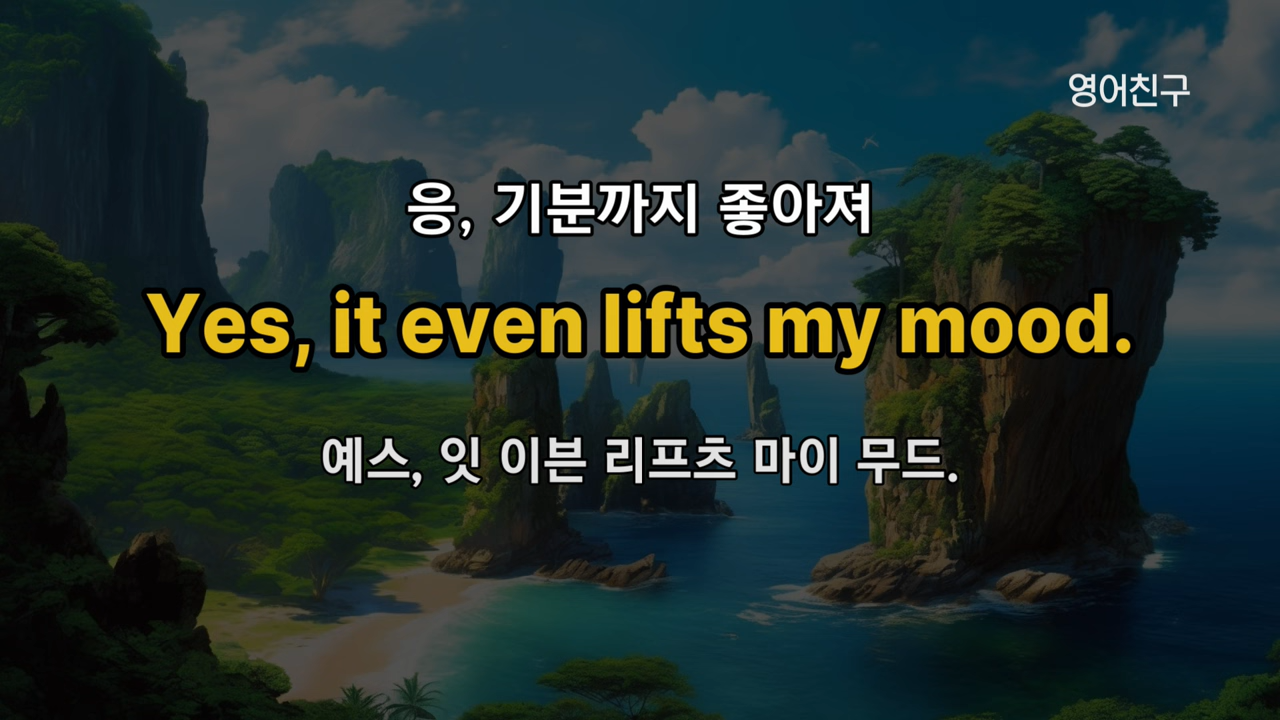 영어친구
응, 기분까지 좋아져
Yes, it even lifts my mood.
예스, 잇 이븐 리프츠 마이 무드.